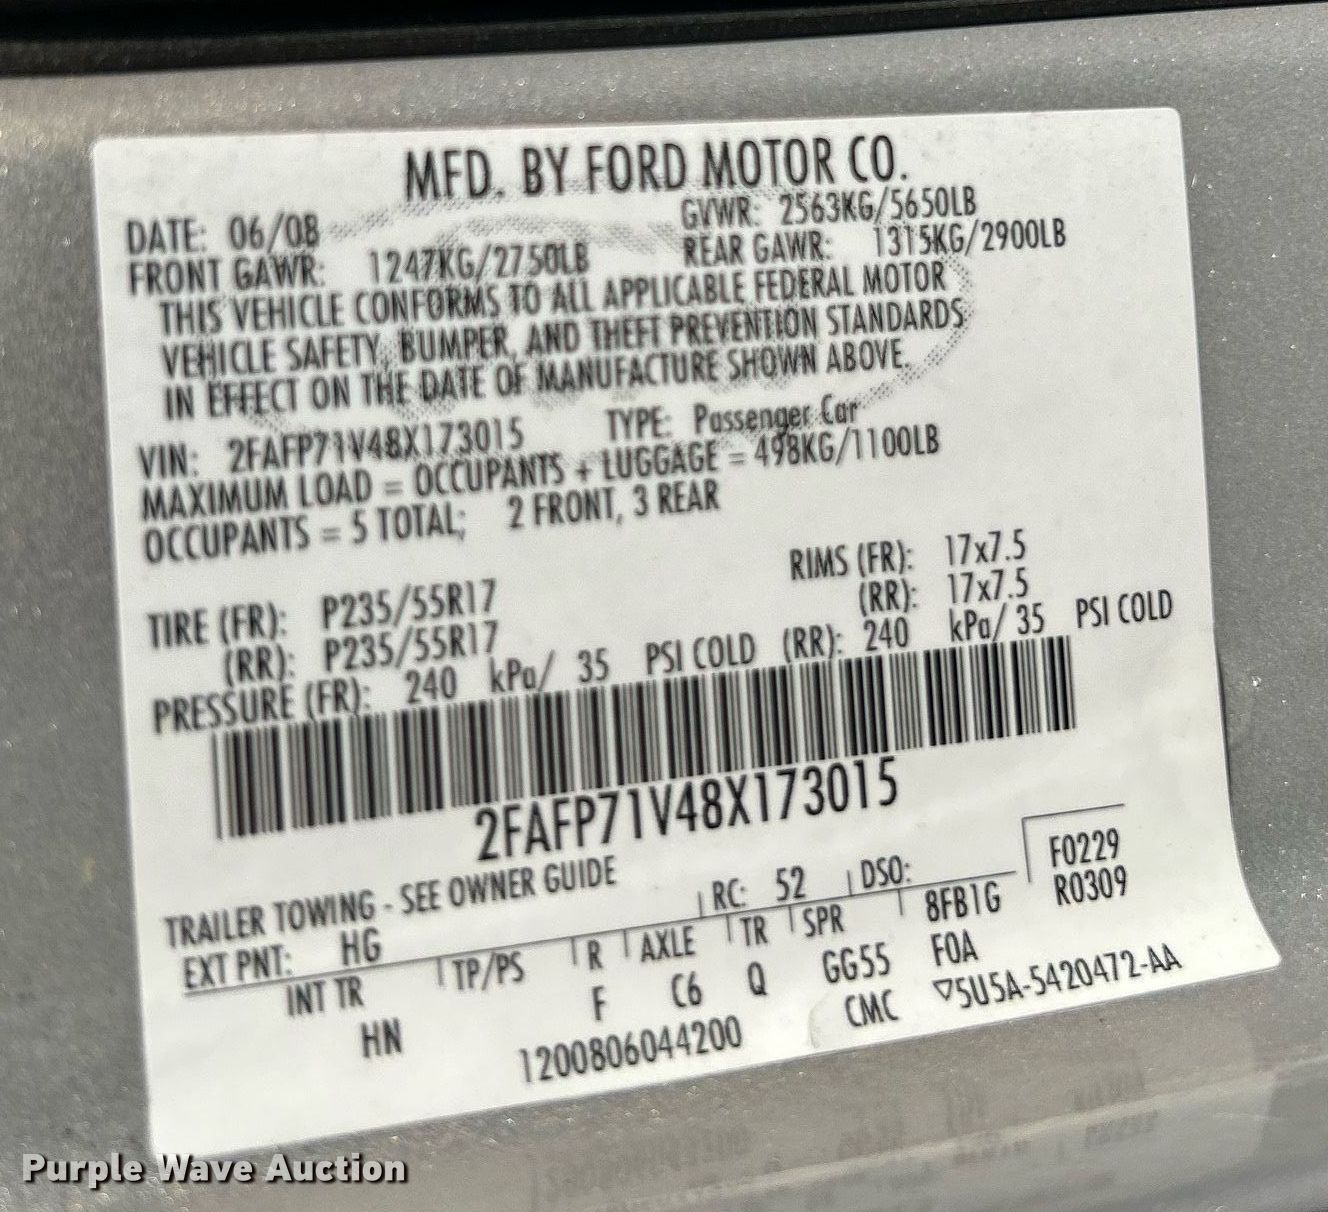 MFD. BY FORD MOTOR CO.
DATE: 06/08 GVWR: 2563KG/5650LB
FRONT GAWR: 1247KG/2750LB REAR GAWR: 1315KG/2900LB
THIS VEHICLE CONFORMS TO ALL APPLICABLE FEDERAL MOTOR
VEHICLE SAFETY, BUMPER, AND THEFT PREVENTION STANDARDS
IN EFFECT ON THE DATE OF MANUFACTURE SHOWN ABOVE.
VIN: 2FAFP71V48X173015 TYPE: Passenger Car
MAXIMUM LOAD = OCCUPANTS + LUGGAGE = 498KG/1100LB
OCCUPANTS = 5 TOTAL; 2 FRONT, 3 REAR
TIRE (FR): P235/55R17 RIMS (FR): 17x7.5
(RR): P235/55R17 (RR): 17x7.5
PRESSURE (FR): 240 kPa/ 35 PSI COLD (RR): 240 kPa/ 35 PSI COLD
2FAFP71V48X173015
TRAILER TOWING - SEE OWNER GUIDE F0229
EXT PNT: HG RC: 52 DSO: R0309
INT TR TP/PS R AXLE TR SPR 8FB1G
HN F C6 Q GG55 F0A
1200806044200 CMC ▽5U5A-5420472-AA
Purple Wave Auction